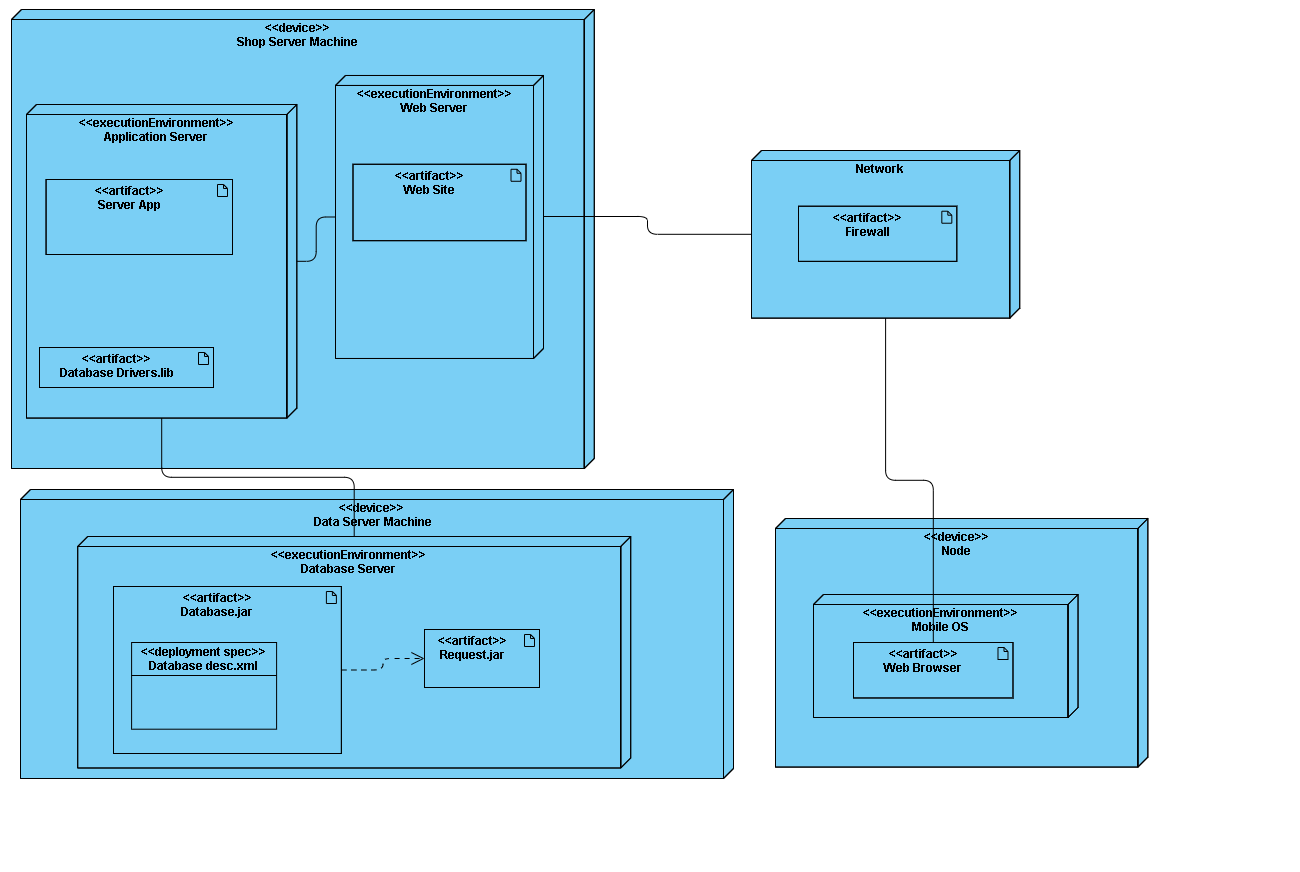 <<device>>
Shop Server Machine
<<executionEnvironment>>
Application Server
<<artifact>>
Server App
<<artifact>>
Database Drivers.lib
<<executionEnvironment>>
Web Server
<<artifact>>
Web Site
Network
<<artifact>>
Firewall
<<device>>
Data Server Machine
<<executionEnvironment>>
Database Server
<<artifact>>
Database.jar
<<deployment spec>>
Database desc.xml
<<artifact>>
Request.jar
<<device>>
Node
<<executionEnvironment>>
Mobile OS
<<artifact>>
Web Browser